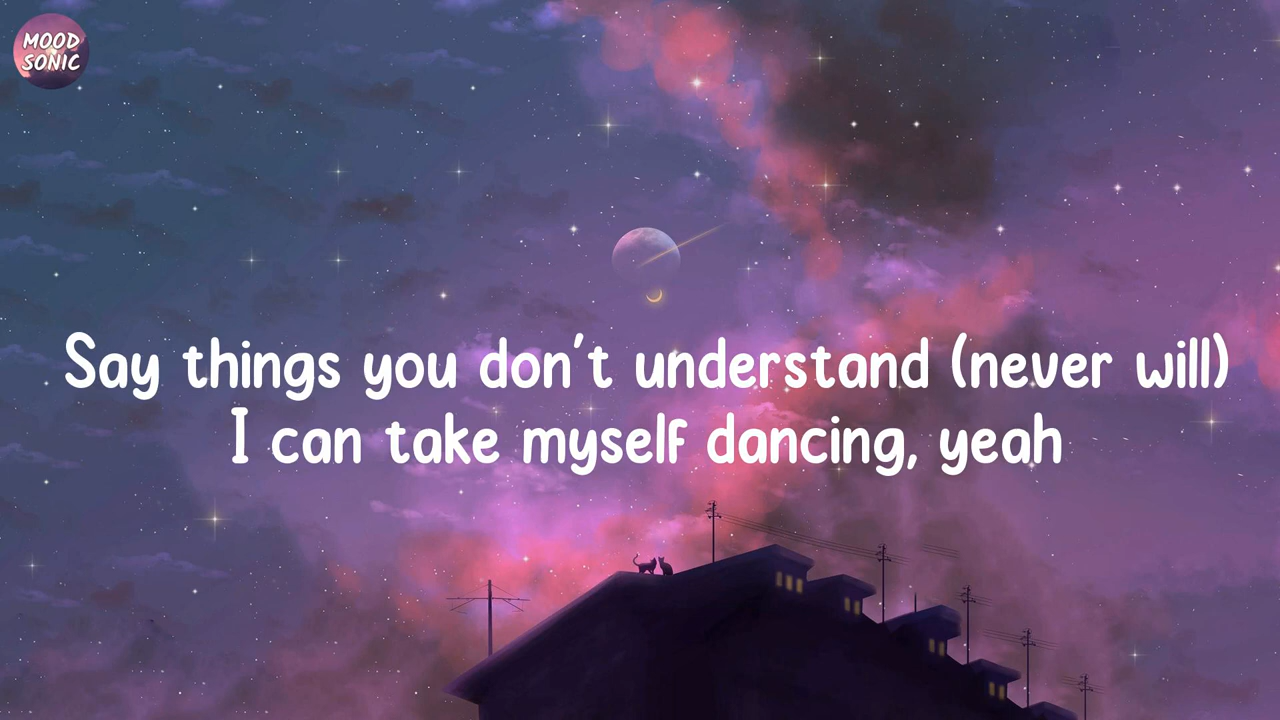 MOOD
SONIC
Say things you don't understand (never will)
I can take myself dancing, yeah